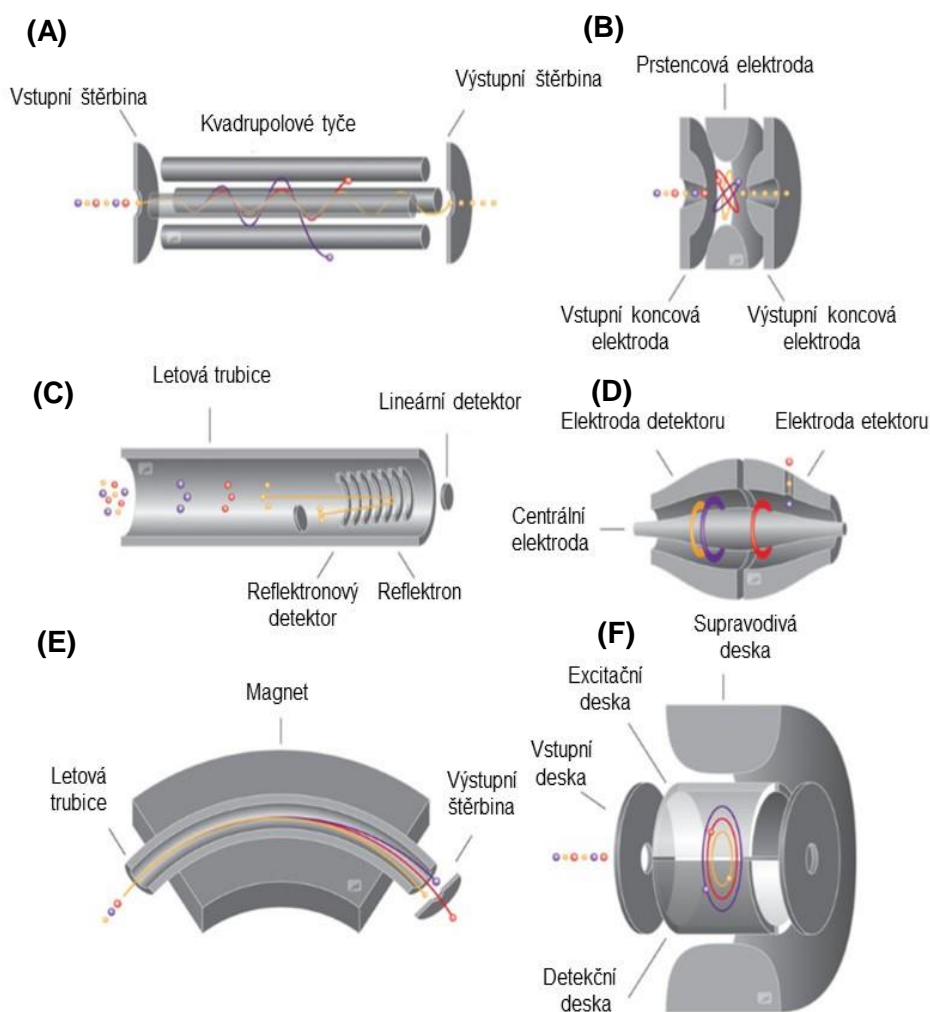 (A)
Vstupní štěrbina
Kvadrupolové tyče
Výstupní štěrbina
(B)
Prstencová elektroda
Vstupní koncová
elektroda
Výstupní koncová
elektroda
(C)
Letová trubice
Lineární detektor
Reflektronový
detektor
Reflektron
(D)
Elektroda detektoru
Elektroda etektoru
Centrální
elektroda
(E)
Magnet
Letová
trubice
Výstupní
štěrbina
(F)
Supravodivá
deska
Excitační
deska
Vstupní
deska
Detekční
deska